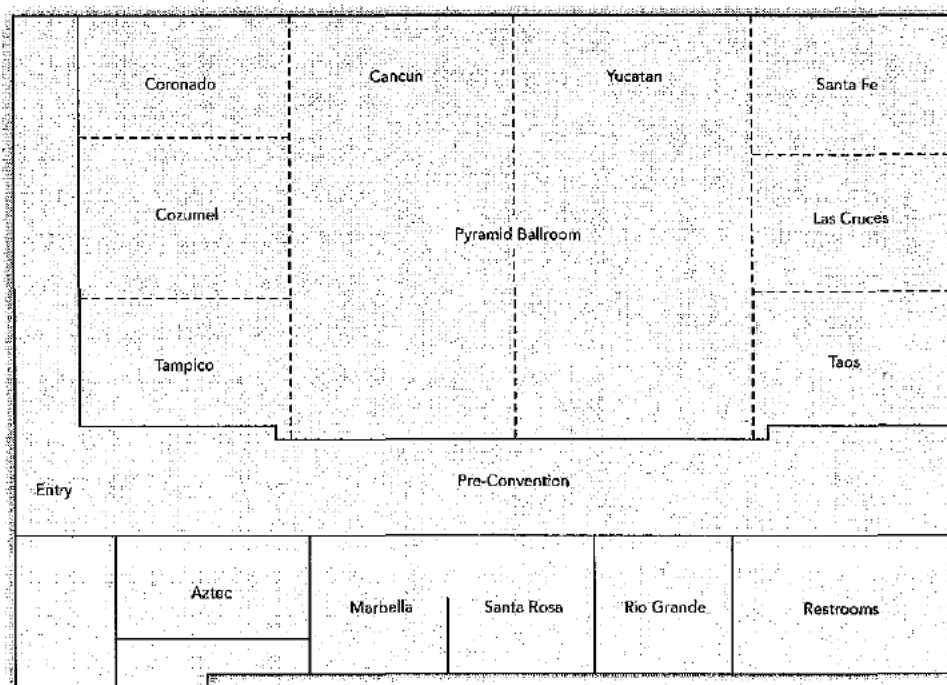 Coronado
Cancun
Yucatan
Santa Fe
Cozumel
Las Cruces
Pyramid Ballroom
Tampico
Taos
Pre-Convention
Entry
Aztec
Marbella
Santa Rosa
Rio Grande
Restrooms